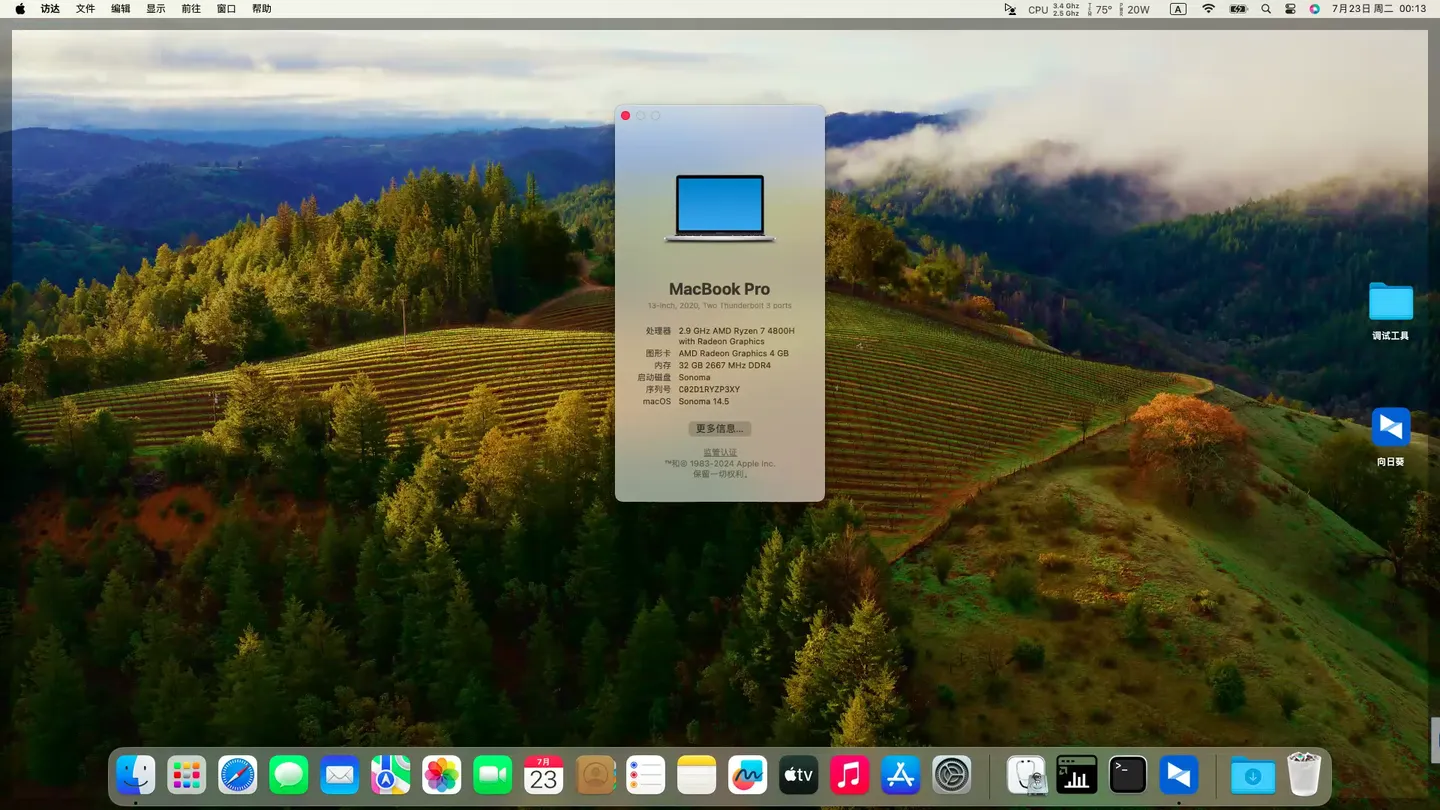 访达 文件 编辑 显示 前往 窗口 帮助
CPU 3.4 Ghz 2.5 Ghz 75° 20W A 7月23日 周二 00:13
MacBook Pro
13-inch, 2020, Two Thunderbolt 3 ports
处理器 2.9 GHz AMD Ryzen 7 4800H
with Radeon Graphics
图形卡 AMD Radeon Graphics 4 GB
内存 32 GB 2667 MHz DDR4
启动磁盘 Sonoma
序列号 C02D1RYZP3XY
macOS Sonoma 14.5
更多信息...
监管认证
™和© 1983-2024 Apple Inc.
保留一切权利。
调试工具
向日葵
7月
23
tv
>_